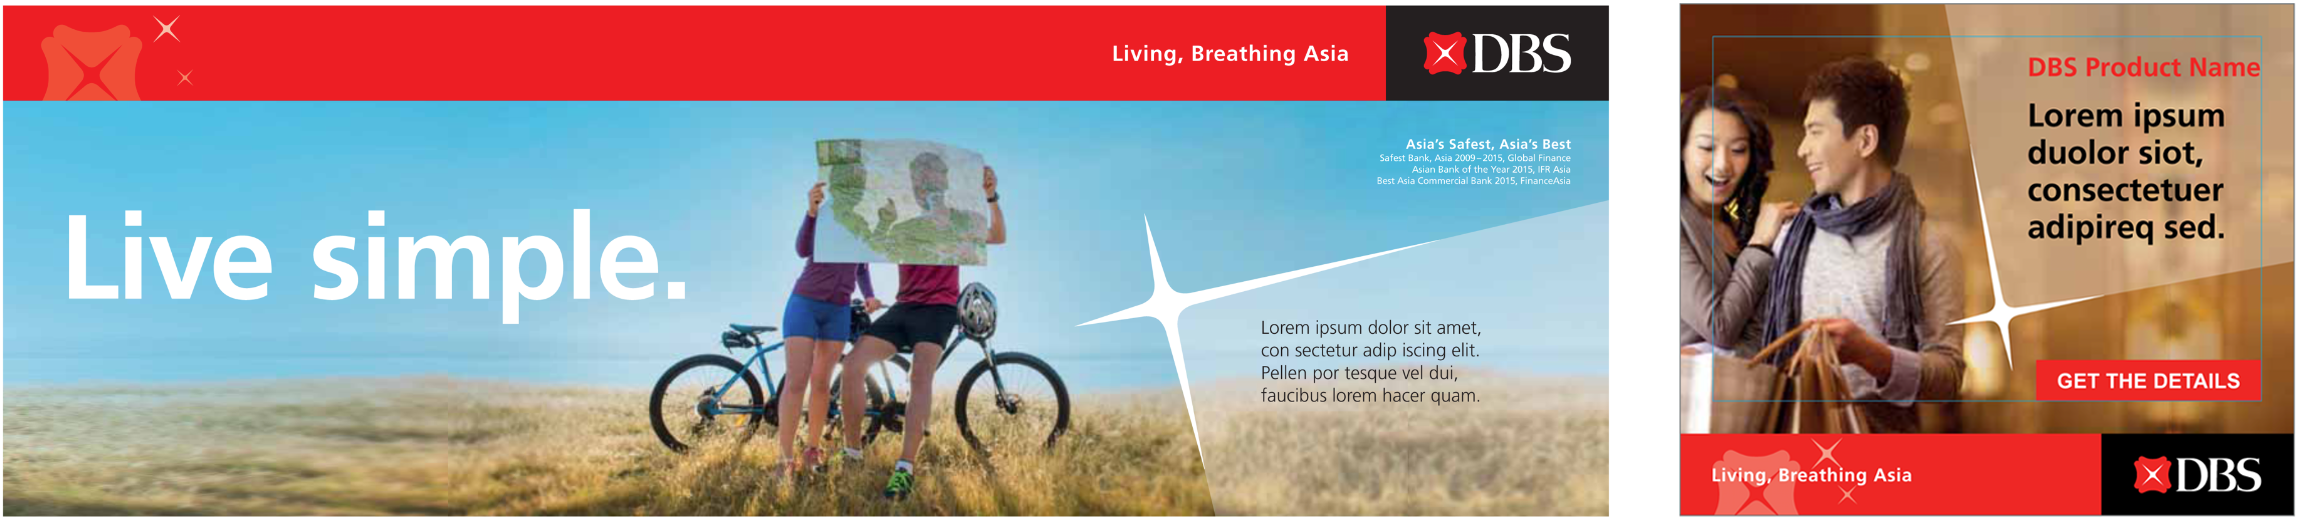 Living, Breathing Asia
DBS
Asia's Safest, Asia's Best
Safest Bank, Asia 2009–2015, Global Finance
Asian Bank of the Year 2015, IFR Asia
Best Asia Commercial Bank 2015, FinanceAsia
Live simple.
Lorem ipsum dolor sit amet,
con sectetur adip iscing elit.
Pellen por tesque vel dui,
faucibus lorem hacer quam.
DBS Product Name
Lorem ipsum
duolor siot,
consectetuer
adipireq sed.
GET THE DETAILS
Living, Breathing Asia
DBS